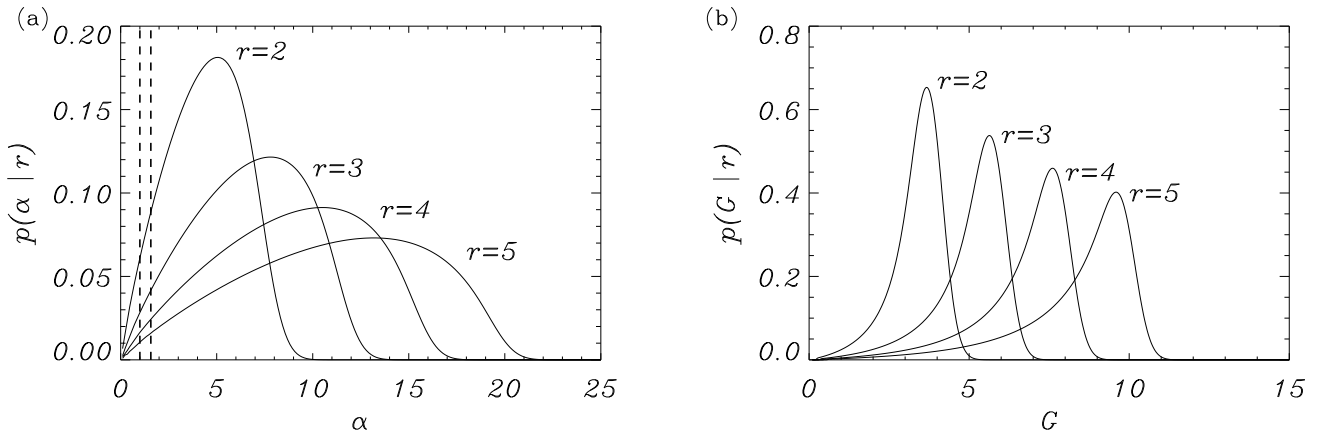 (a)
0.20
0.15
0.10
0.05
0.00
p(α | r)
r=2
r=3
r=4
r=5
0 5 10 15 20 25
α
(b)
0.8
0.6
0.4
0.2
0.0
p(G | r)
r=2
r=3
r=4
r=5
0 5 10 15
G